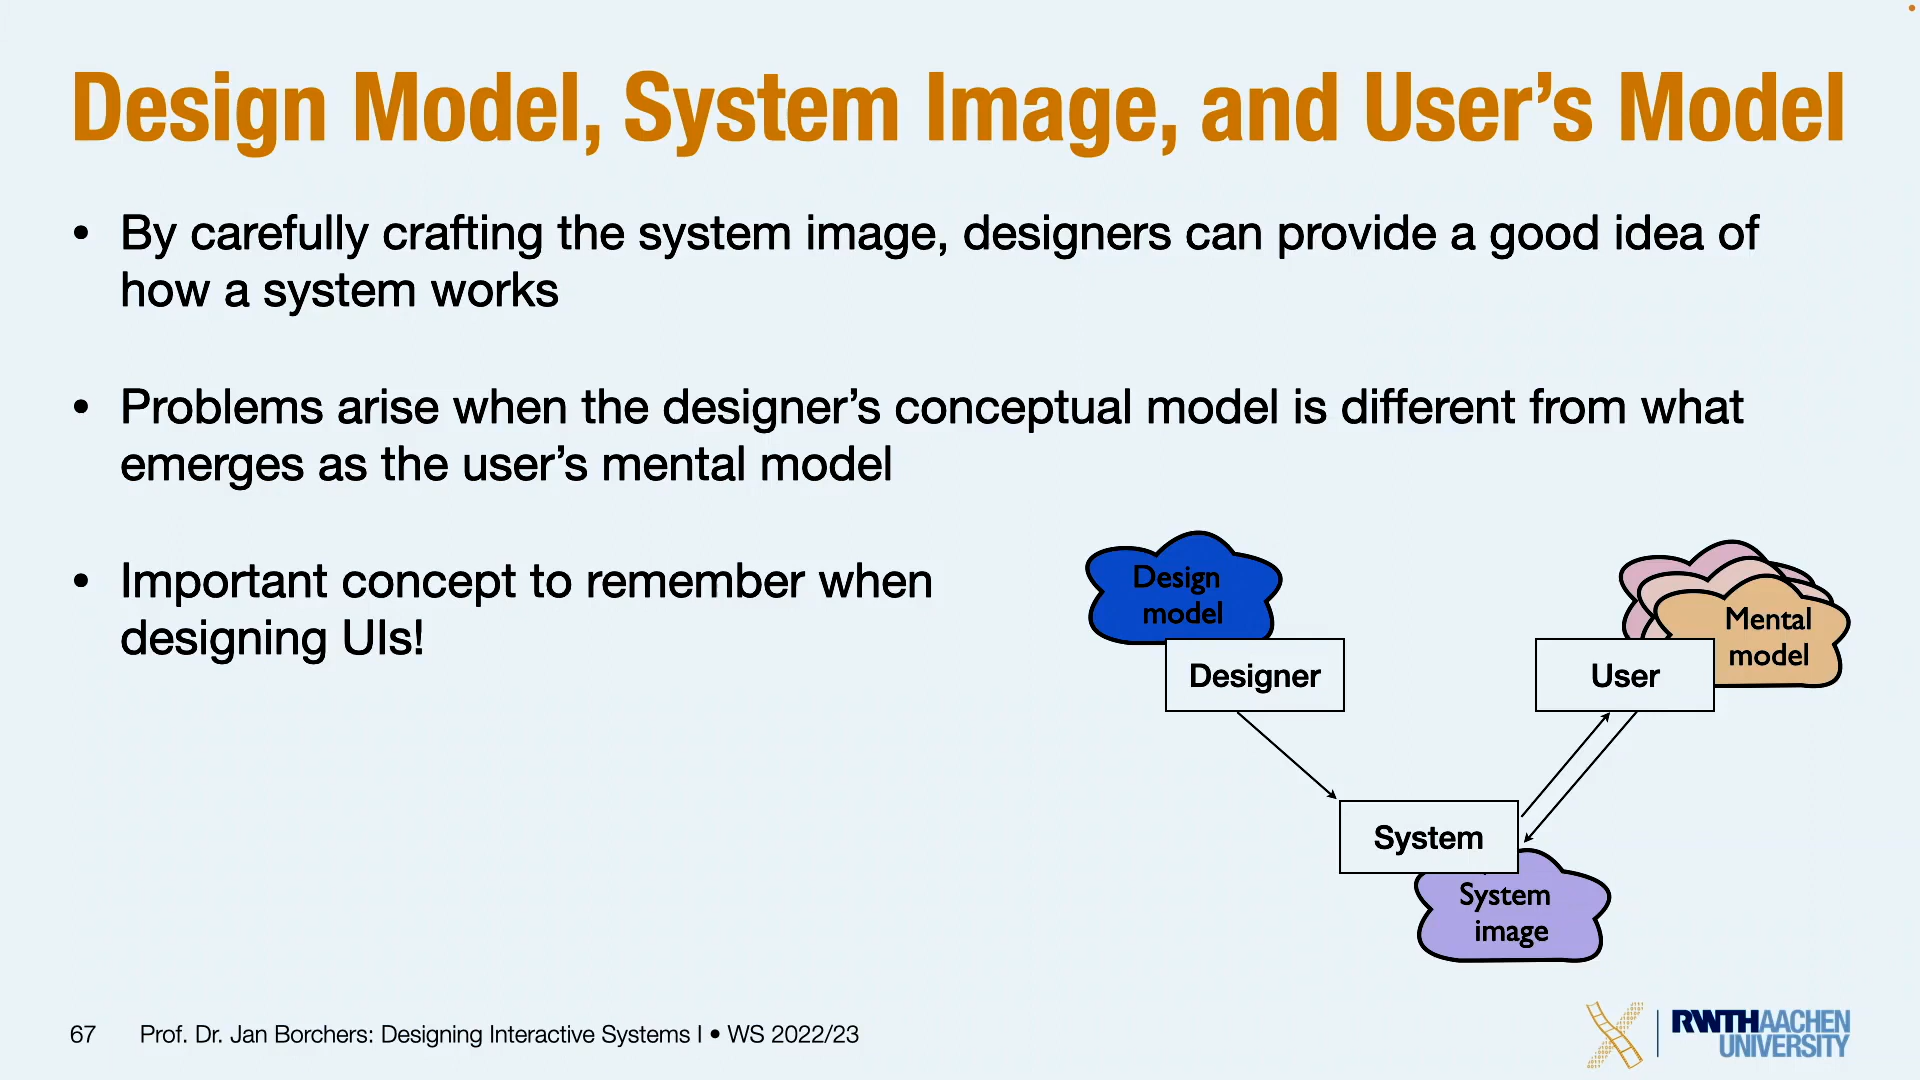 Design Model, System Image, and User’s Model
• By carefully crafting the system image, designers can provide a good idea of
how a system works
• Problems arise when the designer’s conceptual model is different from what
emerges as the user’s mental model
• Important concept to remember when
designing UIs!
Design
model
Designer
Mental
model
User
System
System
image
67 Prof. Dr. Jan Borchers: Designing Interactive Systems I • WS 2022/23
RWTHAACHEN
UNIVERSITY